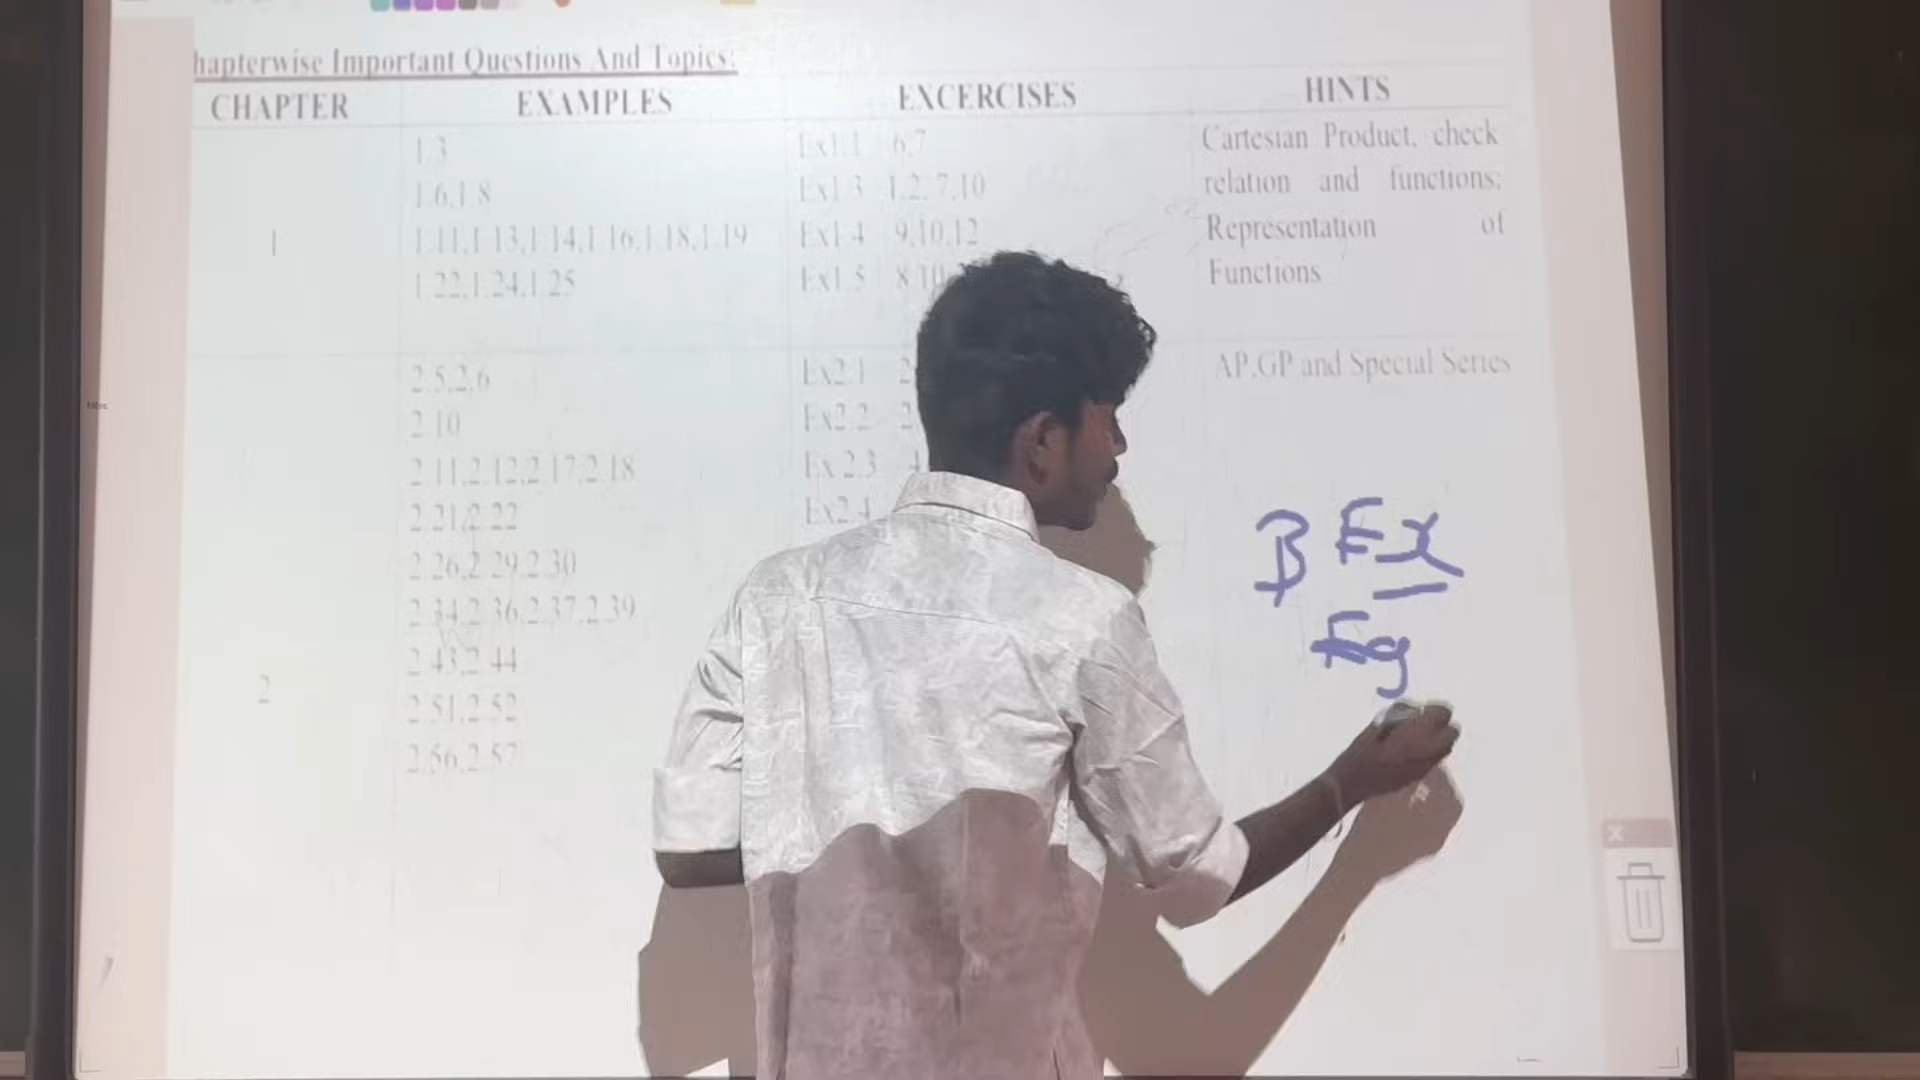 hapterwise Important Questions And Topics:
CHAPTER EXAMPLES EXCERCISES HINTS
1
1.3
1.6,1.8
1.11,1.13,1.14,1.16,1.18,1.19
1.22,1.24,1.25
Ex1.1 6,7
Ex1.3 1,2,7,10
Ex1.4 9,10,12
Ex1.5 8,10
Cartesian Product, check
relation and functions;
Representation of
Functions
2
2.5,2.6
2.10
2.11,2.12,2.17,2.18
2.21,2.22
2.26,2.29,2.30
2.34,2.36,2.37,2.39
2.43,2.44
2.51,2.52
2.56,2.57
Ex2.1 2
Ex2.2 2
Ex 2.3 4
Ex2.4
AP,GP and Special Series
B Ex
Eg